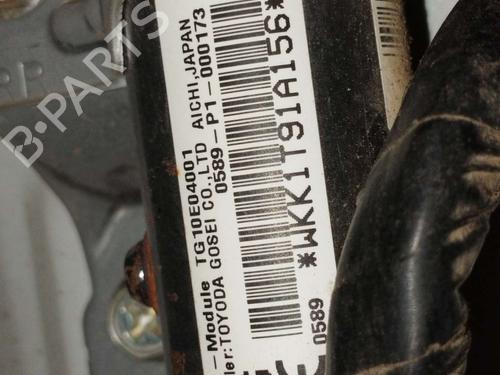 -Module TG10E04001
ler:TOYODA GOSEI CO.,LTD AICHI,JAPAN
0589-P1-000173
*WKK1T91A156*
0589
B-PARTS